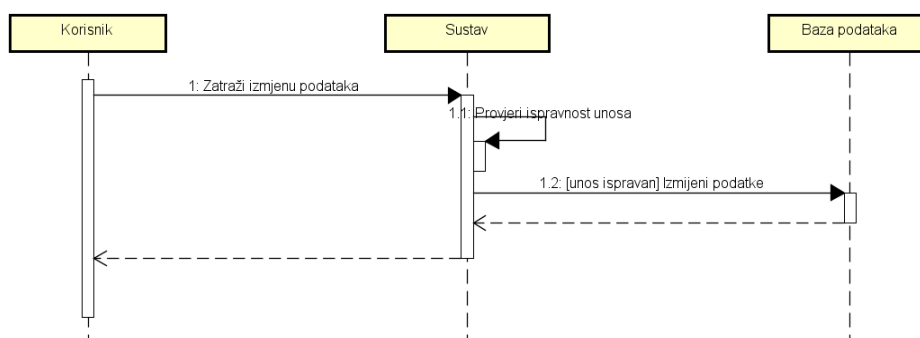 Korisnik
Sustav
Baza podataka
1: Zatraži izmjenu podataka
1.1: Provjeri ispravnost unosa
1.2: [unos ispravan] Izmijeni podatke